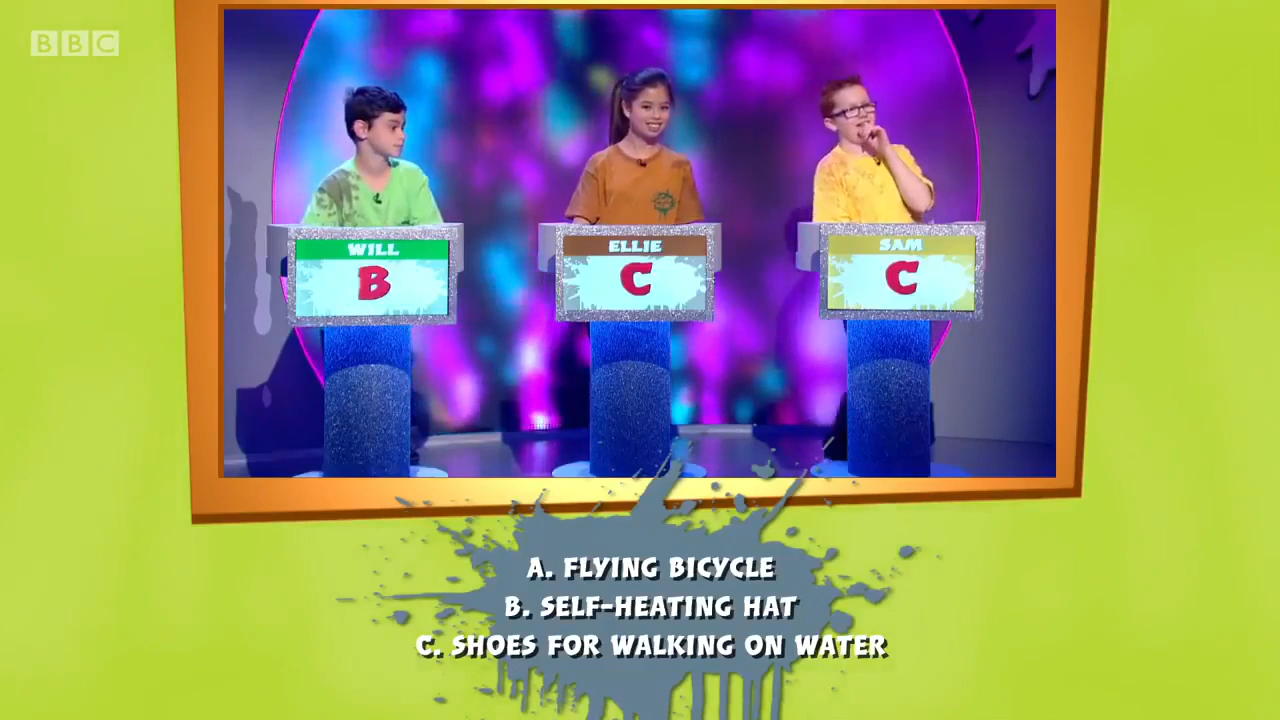 BBC
WILL
B
ELLIE
C
SAM
C
A. FLYING BICYCLE
B. SELF-HEATING HAT
C. SHOES FOR WALKING ON WATER